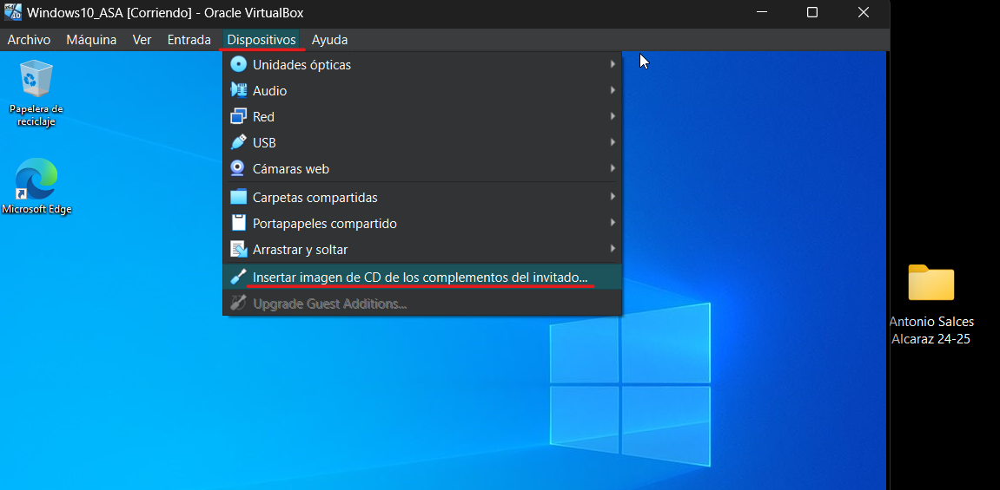 Windows10_ASA [Corriendo] - Oracle VirtualBox
Archivo Máquina Ver Entrada Dispositivos Ayuda
Unidades ópticas
Audio
Red
USB
Cámaras web
Carpetas compartidas
Portapapeles compartido
Arrastrar y soltar
Insertar imagen de CD de los complementos del invitado...
Upgrade Guest Additions...
Papelera de
reciclaje
Microsoft Edge
Antonio Salces
Alcaraz 24-25